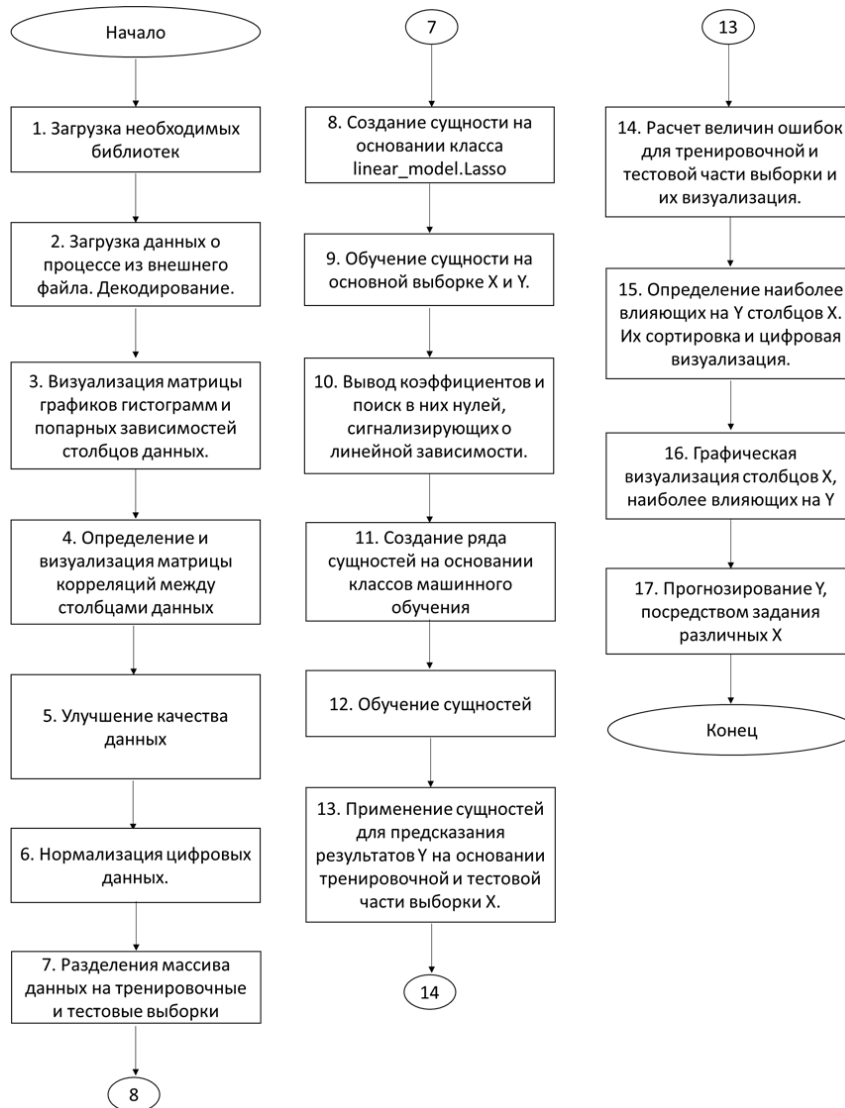 Начало
1. Загрузка необходимых
библиотек
2. Загрузка данных о
процессе из внешнего
файла. Декодирование.
3. Визуализация матрицы
графиков гистограмм и
попарных зависимостей
столбцов данных.
4. Определение и
визуализация матрицы
корреляций между
столбцами данных
5. Улучшение качества
данных
6. Нормализация цифровых
данных.
7. Разделения массива
данных на тренировочные
и тестовые выборки
8
7
8. Создание сущности на
основании класса
linear_model.Lasso
9. Обучение сущности на
основной выборке X и Y.
10. Вывод коэффициентов и
поиск в них нулей,
сигнализирующих о
линейной зависимости.
11. Создание ряда
сущностей на основании
классов машинного
обучения
12. Обучение сущностей
13. Применение сущностей
для предсказания
результатов Y на основании
тренировочной и тестовой
части выборки X.
14
13
14. Расчет величин ошибок
для тренировочной и
тестовой части выборки и
их визуализация.
15. Определение наиболее
влияющих на Y столбцов X.
Их сортировка и цифровая
визуализация.
16. Графическая
визуализация столбцов X,
наиболее влияющих на Y
17. Прогнозирование Y,
посредством задания
различных X
Конец